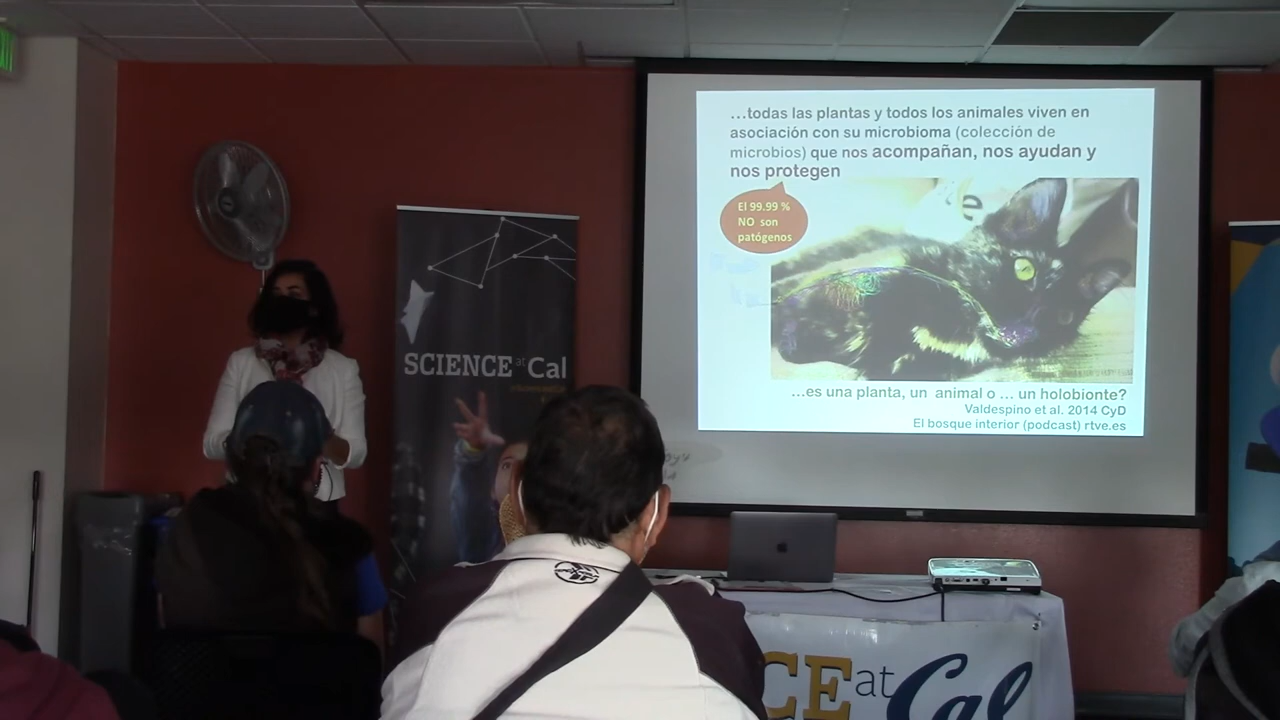 …todas las plantas y todos los animales viven en
asociación con su microbioma (colección de
microbios) que nos acompañan, nos ayudan y
nos protegen
El 99.99 %
NO son
patógenos
…es una planta, un animal o … un holobionte?
Valdespino et al. 2014 CyD
El bosque interior (podcast) rtve.es
SCIENCE at Cal
CE at Cal